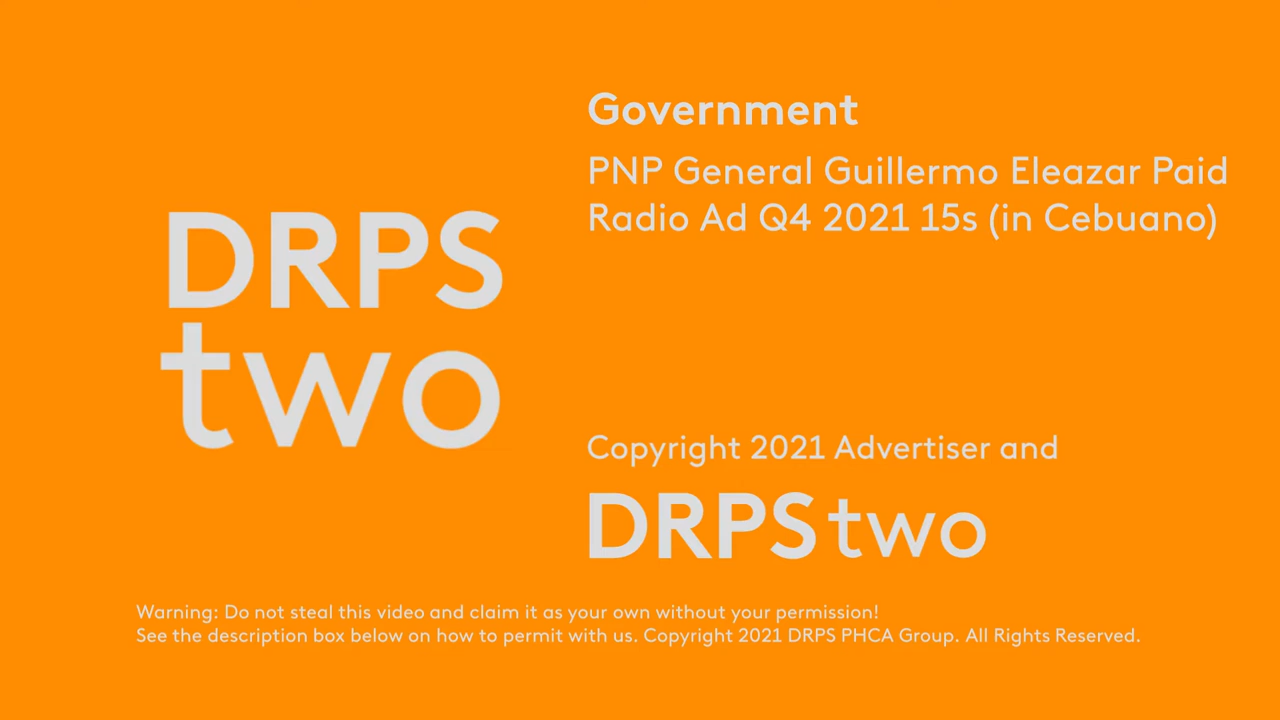 DRPS
two
Government
PNP General Guillermo Eleazar Paid
Radio Ad Q4 2021 15s (in Cebuano)
Copyright 2021 Advertiser and
DRPS two
Warning: Do not steal this video and claim it as your own without your permission!
See the description box below on how to permit with us. Copyright 2021 DRPS PHCA Group. All Rights Reserved.